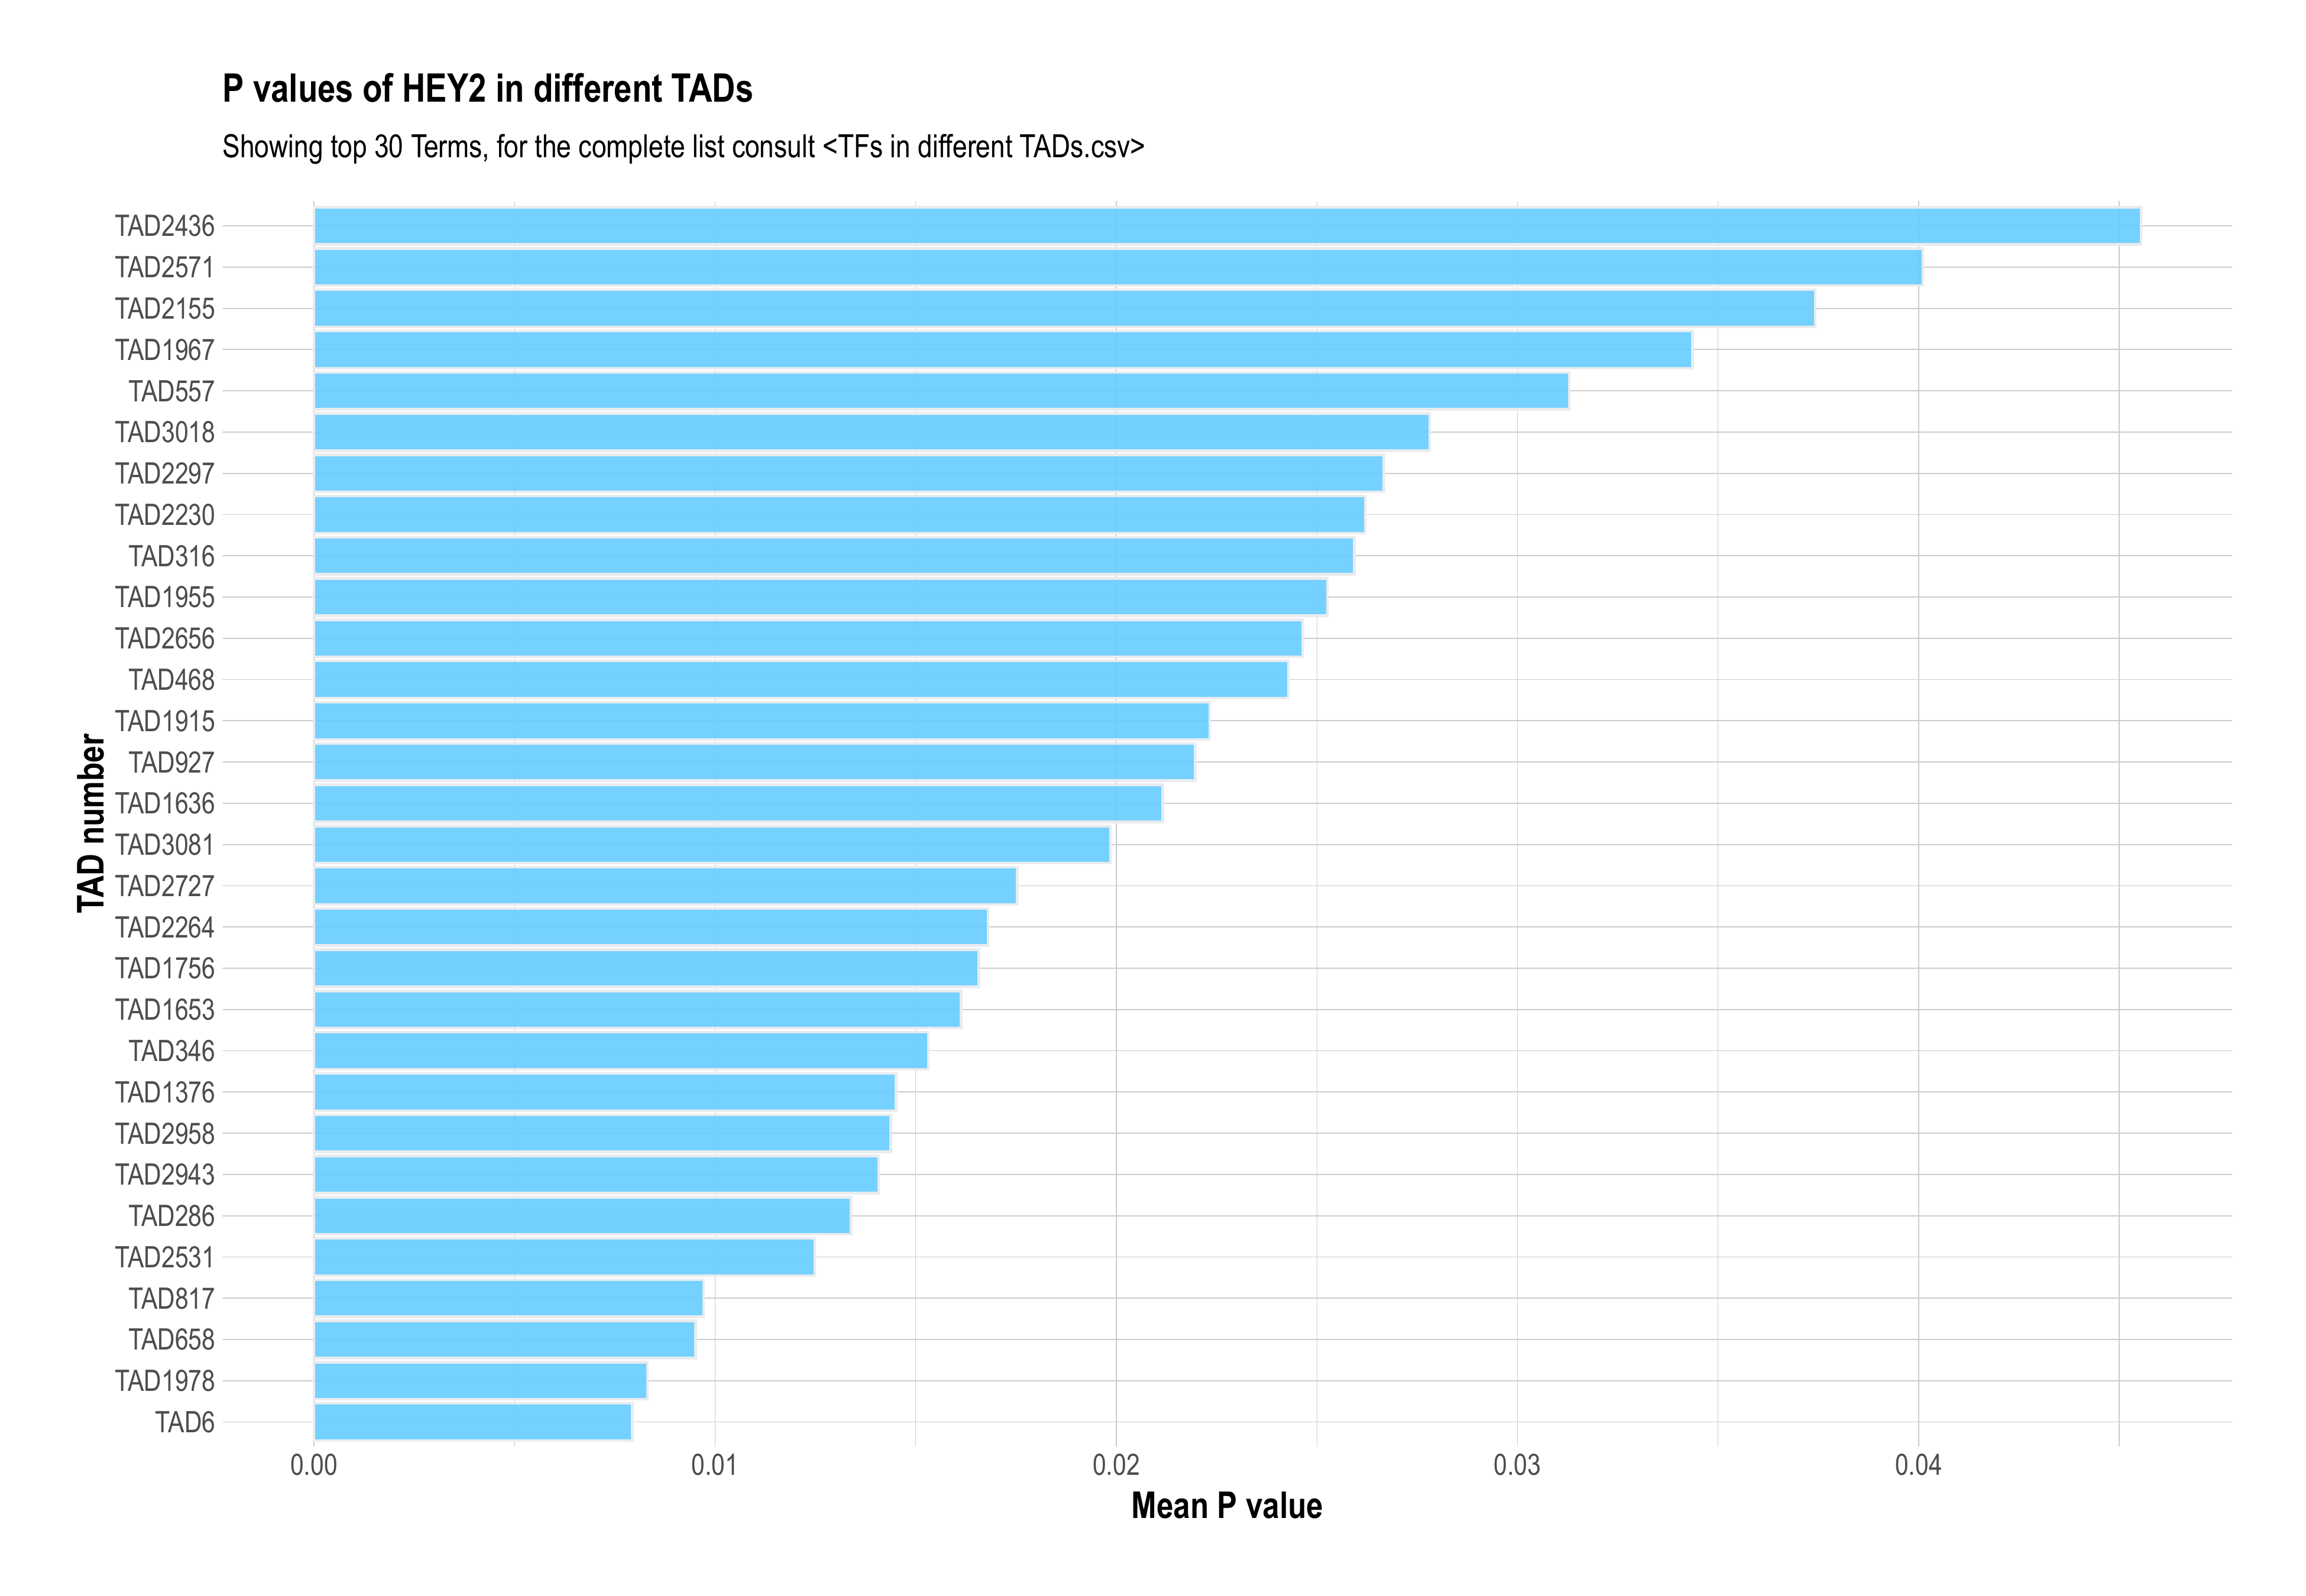 P values of HEY2 in different TADs
Showing top 30 Terms, for the complete list consult <TFs in different TADs.csv>
TAD number
TAD2436
TAD2571
TAD2155
TAD1967
TAD557
TAD3018
TAD2297
TAD2230
TAD316
TAD1955
TAD2656
TAD468
TAD1915
TAD927
TAD1636
TAD3081
TAD2727
TAD2264
TAD1756
TAD1653
TAD346
TAD1376
TAD2958
TAD2943
TAD286
TAD2531
TAD817
TAD658
TAD1978
TAD6
0.00 0.01 0.02 0.03 0.04
Mean P value